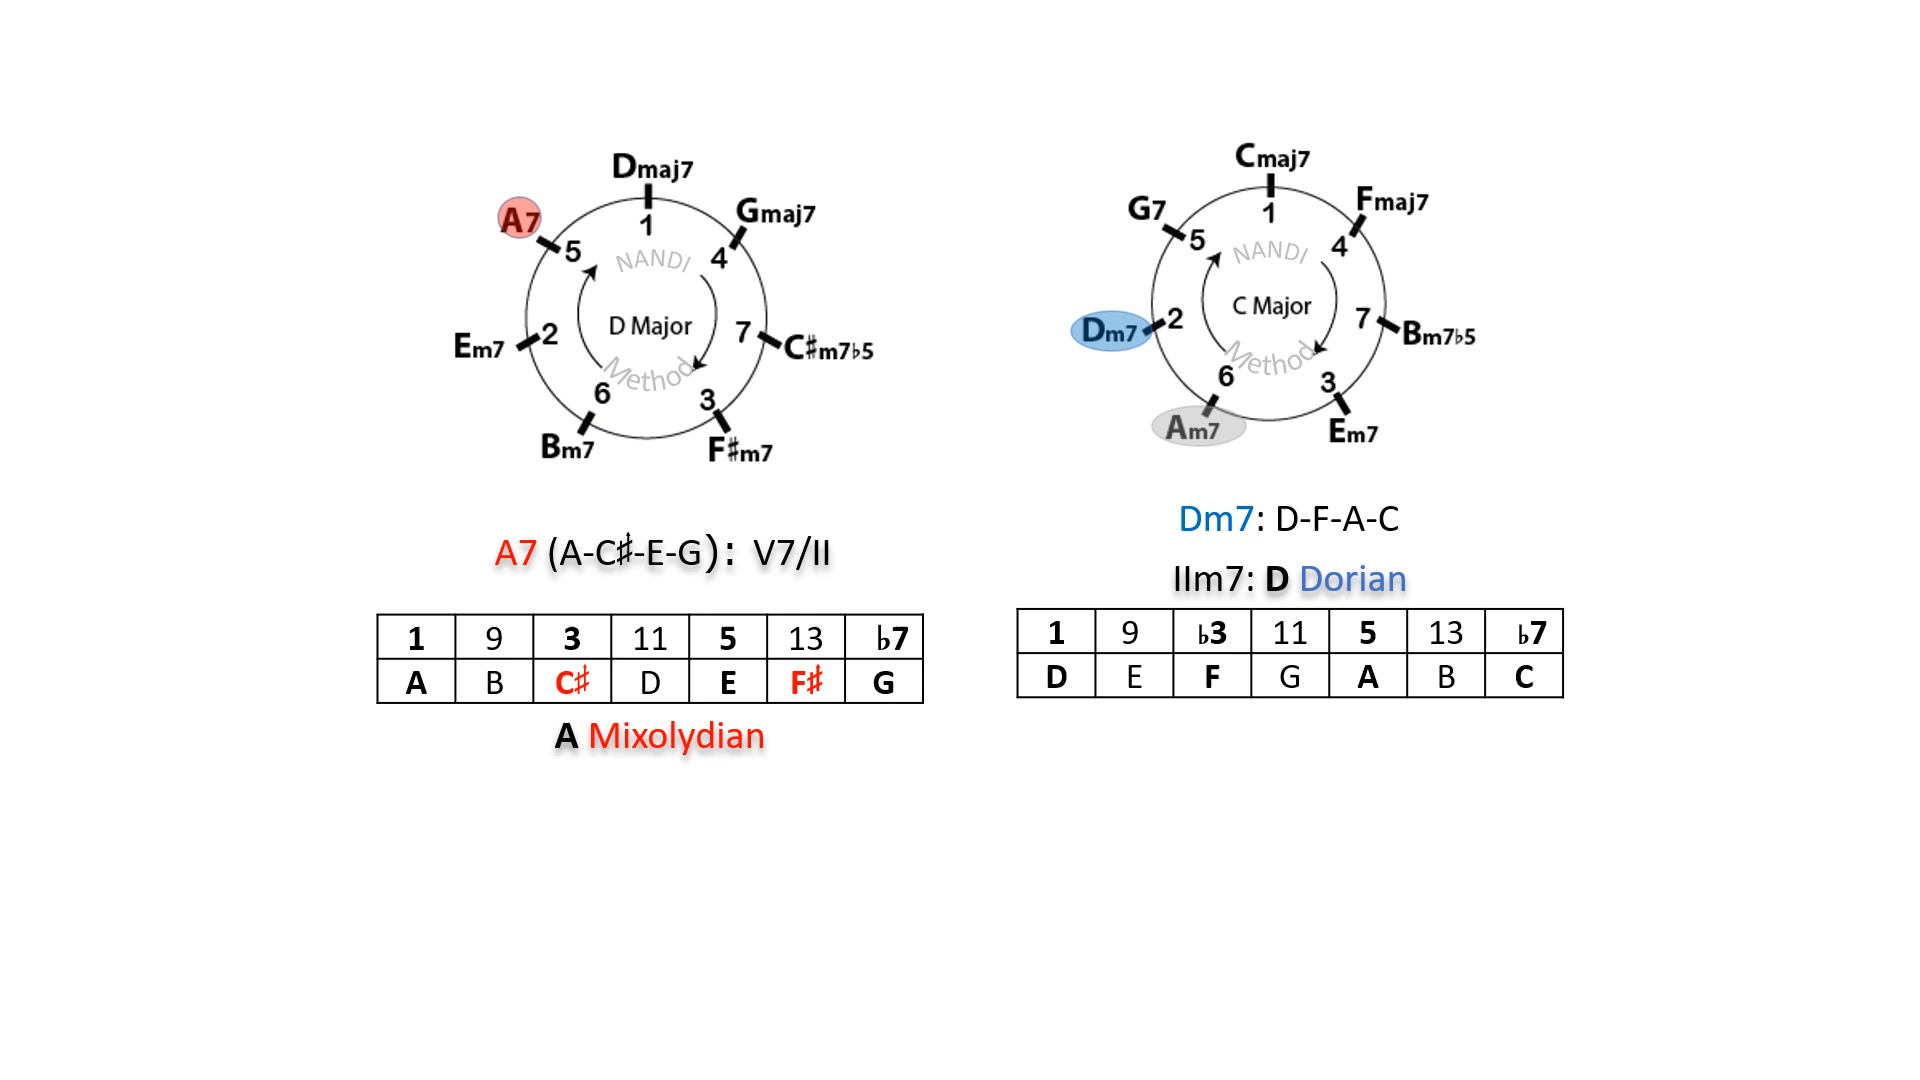 Dmaj7
Gmaj7
C♯m7♭5
F♯m7
Bm7
Em7
A7
1
4
7
3
6
2
5
NANDI
D Major
Method
A7 (A-C♯-E-G): V7/II
1 9 3 11 5 13 ♭7
A B C♯ D E F♯ G
A Mixolydian
Cmaj7
Fmaj7
Bm7♭5
Em7
Am7
Dm7
G7
1
4
7
3
6
2
5
NANDI
C Major
Method
Dm7: D-F-A-C
IIm7: D Dorian
1 9 ♭3 11 5 13 ♭7
D E F G A B C